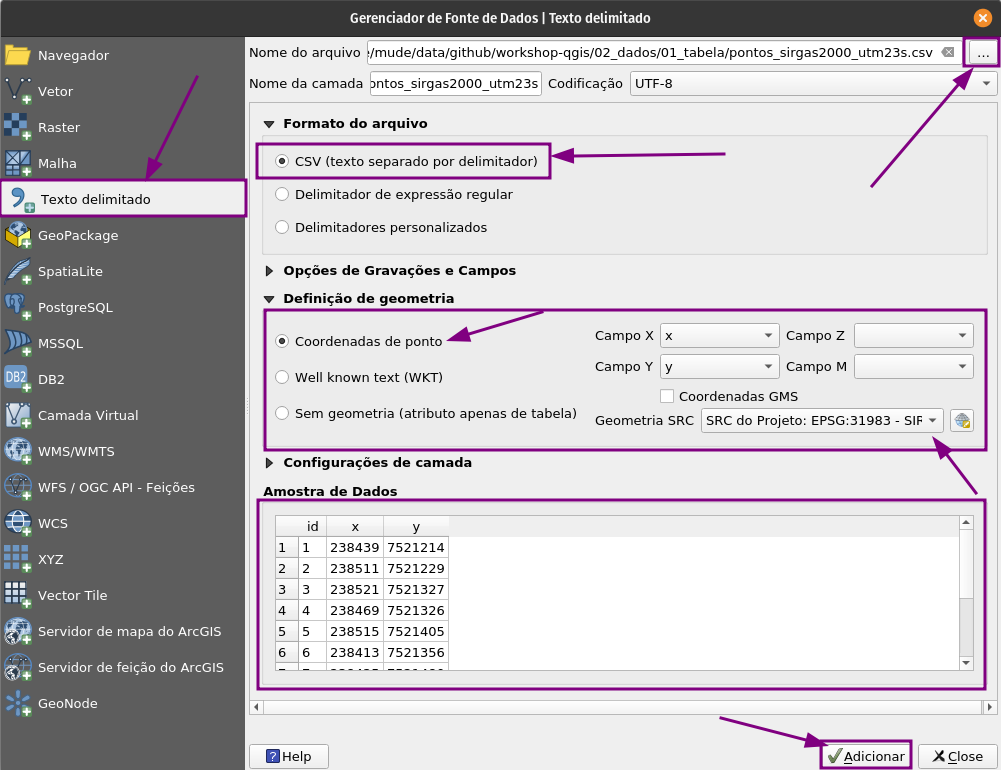 Gerenciador de Fonte de Dados | Texto delimitado
Navegador
Vetor
Raster
Malha
Texto delimitado
GeoPackage
SpatiaLite
PostgreSQL
MSSQL
DB2
DB2
Camada Virtual
WMS/WMTS
WFS / OGC API - Feições
WCS
XYZ
Vector Tile
Servidor de mapa do ArcGIS
Servidor de feição do ArcGIS
GeoNode
Nome do arquivo /mude/data/github/workshop-qgis/02_dados/01_tabela/pontos_sirgas2000_utm23s.csv ...
Nome da camada ontos_sirgas2000_utm23s Codificação UTF-8
Formato do arquivo
CSV (texto separado por delimitador)
Delimitador de expressão regular
Delimitadores personalizados
Opções de Gravações e Campos
Definição de geometria
Coordenadas de ponto
Well known text (WKT)
Sem geometria (atributo apenas de tabela)
Campo X x Campo Z
Campo Y y Campo M
Coordenadas GMS
Geometria SRC SRC do Projeto: EPSG:31983 - SIR
Configurações de camada
Amostra de Dados
id x y
1 1 238439 7521214
2 2 238511 7521229
3 3 238521 7521327
4 4 238469 7521326
5 5 238515 7521405
6 6 238413 7521356
Help
Adicionar
Close